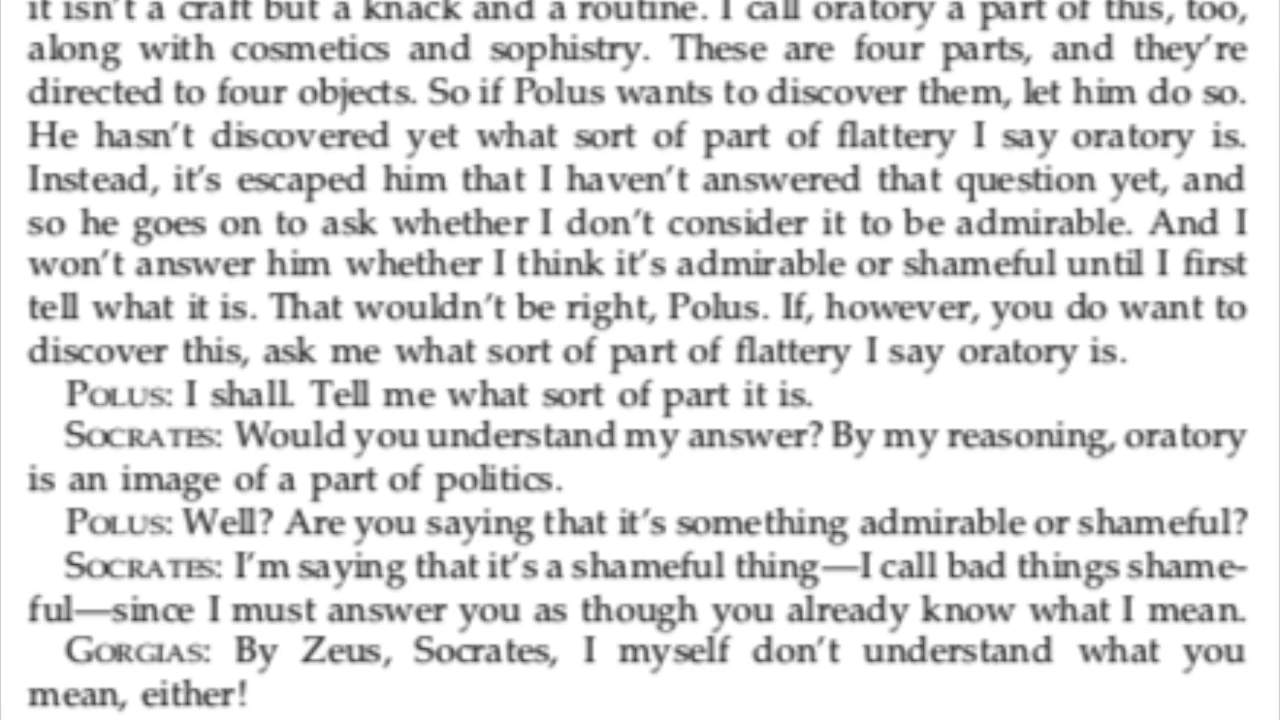 it isn't a craft but a knack and a routine. I call oratory a part of this, too,
along with cosmetics and sophistry. These are four parts, and they're
directed to four objects. So if Polus wants to discover them, let him do so.
He hasn't discovered yet what sort of part of flattery I say oratory is.
Instead, it's escaped him that I haven't answered that question yet, and
so he goes on to ask whether I don't consider it to be admirable. And I
won't answer him whether I think it's admirable or shameful until I first
tell what it is. That wouldn't be right, Polus. If, however, you do want to
discover this, ask me what sort of part of flattery I say oratory is.
POLUS: I shall. Tell me what sort of part it is.
SOCRATES: Would you understand my answer? By my reasoning, oratory
is an image of a part of politics.
POLUS: Well? Are you saying that it's something admirable or shameful?
SOCRATES: I'm saying that it's a shameful thing—I call bad things shame-
ful—since I must answer you as though you already know what I mean.
GORGIAS: By Zeus, Socrates, I myself don't understand what you
mean, either!